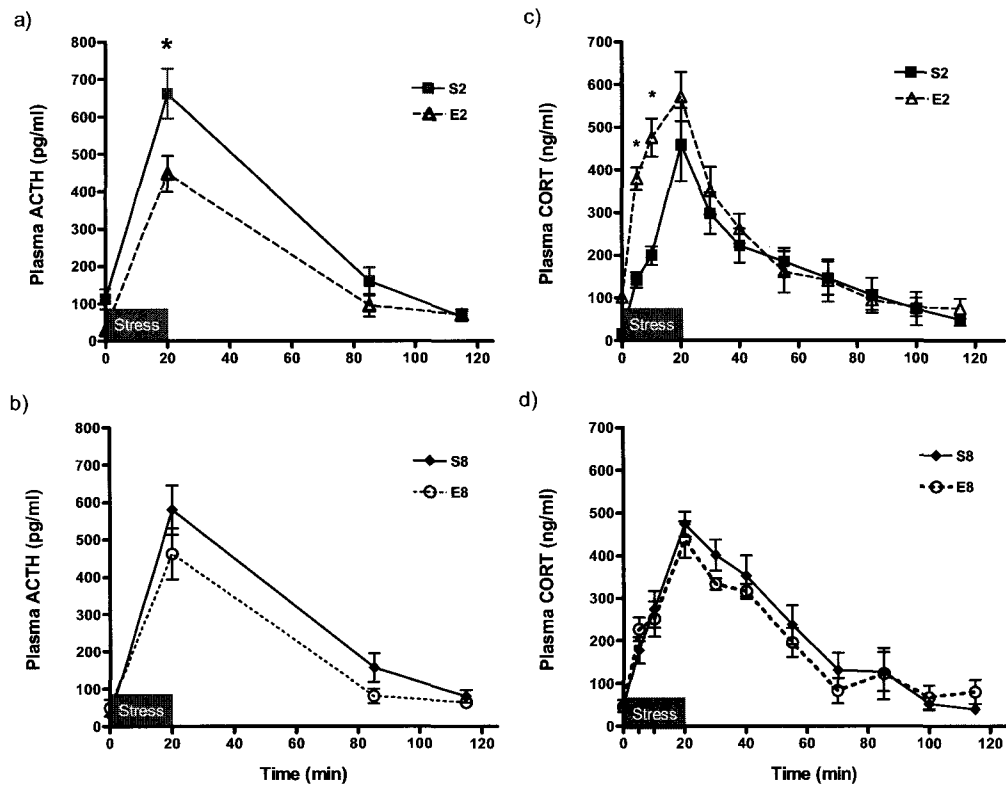 a)
*
800
700
600
500
400
300
200
100
0
Plasma ACTH (pg/ml)
S2
E2
Stress
0 20 40 60 80 100 120
c)
700
600
500
400
300
200
100
0
Plasma CORT (ng/ml)
* *
S2
E2
Stress
0 20 40 60 80 100 120
b)
800
700
600
500
400
300
200
100
0
Plasma ACTH (pg/ml)
S8
E8
Stress
0 20 40 60 80 100 120
Time (min)
d)
700
600
500
400
300
200
100
0
Plasma CORT (ng/ml)
S8
E8
Stress
0 20 40 60 80 100 120
Time (min)